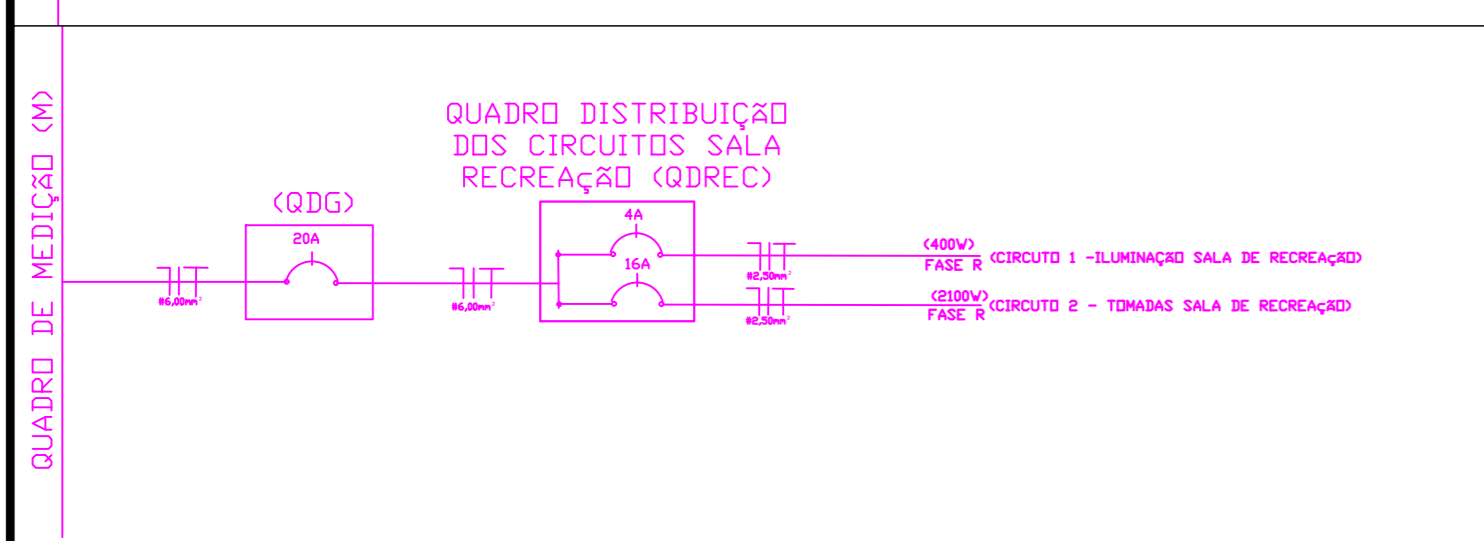 QUADRO DE MEDIÇÃO (M)
QUADRO DISTRIBUIÇÃO
DOS CIRCUITOS SALA
RECREAçÃO (QDREC)
(QDG)
20A
4A
16A
#6,00mm²
#6,00mm²
#2,50mm²
#2,50mm²
(400W)
FASE R
(CIRCUTO 1 -ILUMINAÇÃO SALA DE RECREAçÃO)
(2100W)
FASE R
(CIRCUTO 2 - TOMADAS SALA DE RECREAçÃO)